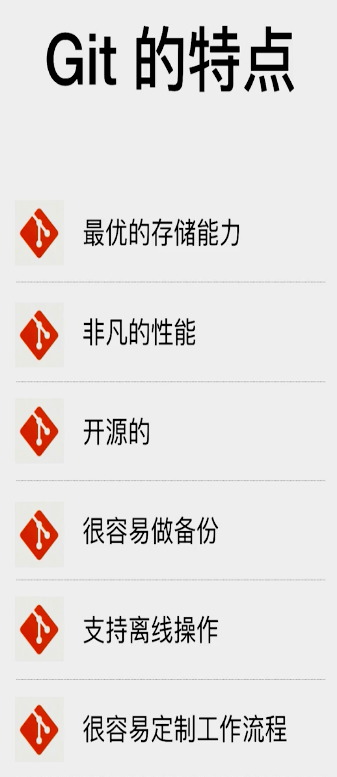 Git 的特点
最优的存储能力
非凡的性能
开源的
很容易做备份
支持离线操作
很容易定制工作流程